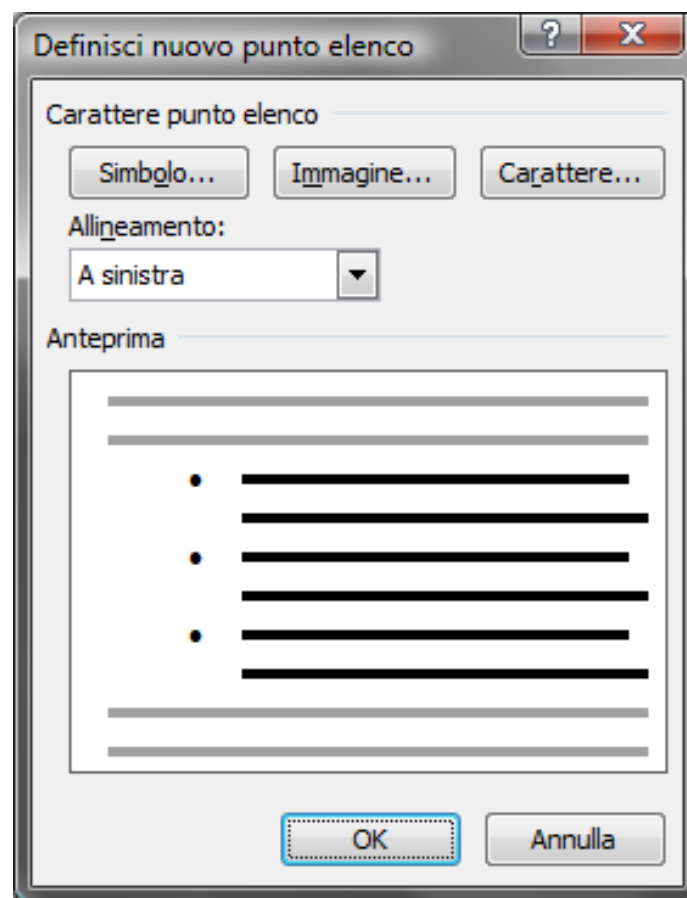 Definisci nuovo punto elenco ?
Carattere punto elenco
Simbolo... Immagine... Carattere...
Allineamento:
A sinistra
Anteprima
OK Annulla